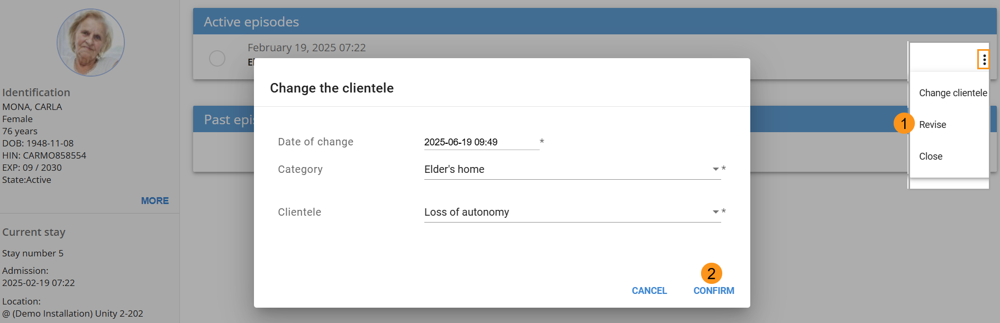 Identification
MONA, CARLA
Female
76 years
DOB: 1948-11-08
HIN: CARMO858554
EXP: 09 / 2030
State:Active
MORE
Current stay
Stay number 5
Admission:
2025-02-19 07:22
Location:
@ (Demo Installation) Unity 2-202
Active episodes
February 19, 2025 07:22
Past
Change the clientele
Date of change 2025-06-19 09:49 *
Category Elder's home *
Clientele Loss of autonomy *
2
CANCEL CONFIRM
Change clientele
1 Revise
Close